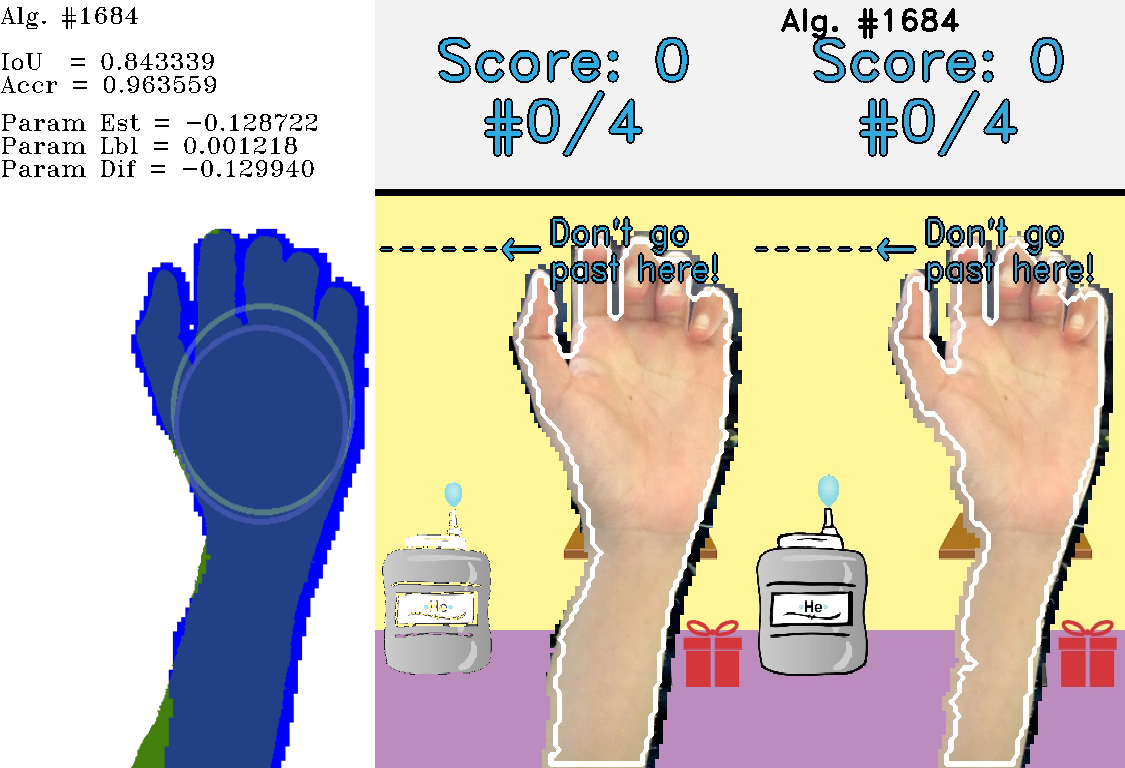 Alg. #1684
IoU = 0.843339
Accr = 0.963559
Param Est = −0.128722
Param Lbl = 0.001218
Param Dif = −0.129940
Score: 0
#0/4
Don't go
past here!
He
Alg. #1684
Score: 0
#0/4
Don't go
past here!
He